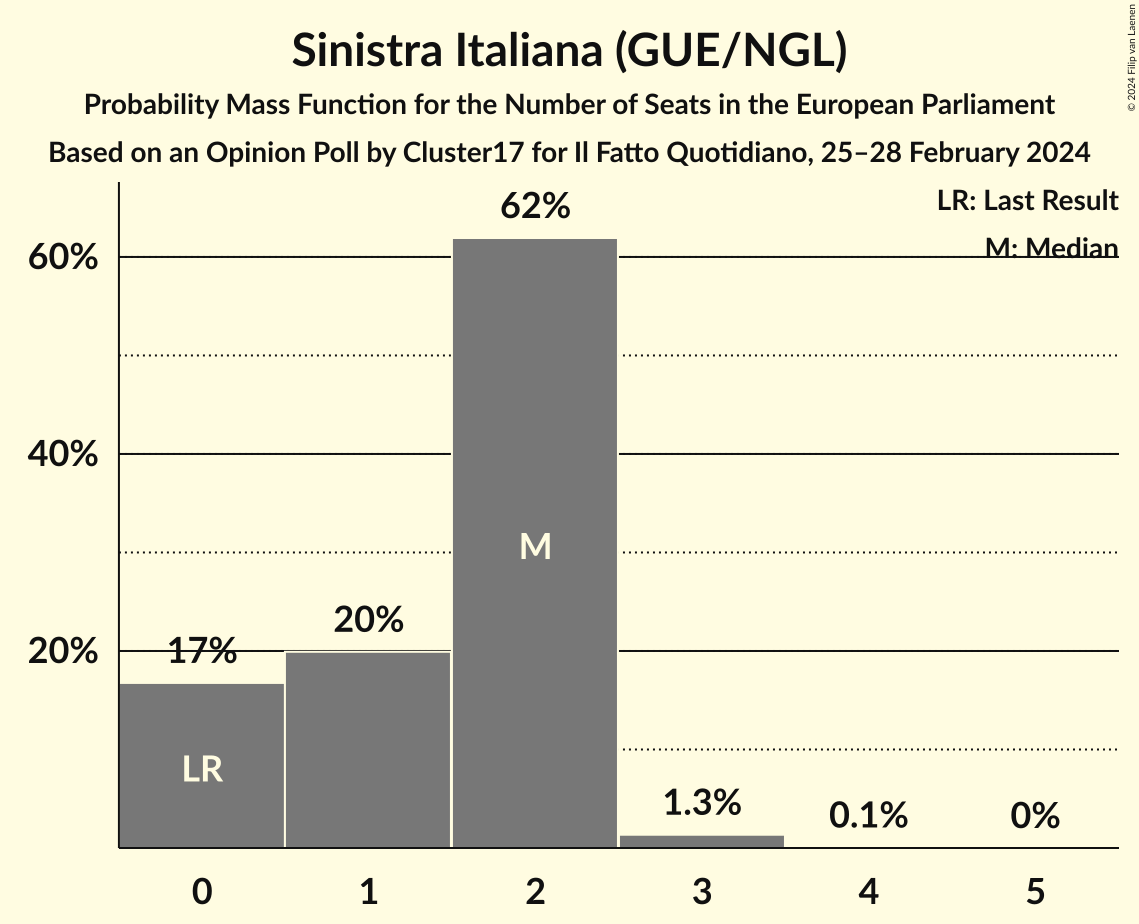 Sinistra Italiana (GUE/NGL)
Probability Mass Function for the Number of Seats in the European Parliament
Based on an Opinion Poll by Cluster17 for Il Fatto Quotidiano, 25–28 February 2024
© 2024 Filip van Laenen
LR: Last Result
M: Median
62%
60%
40%
M
20%
20%
17%
LR
1.3%
0.1%
0%
0 1 2 3 4 5